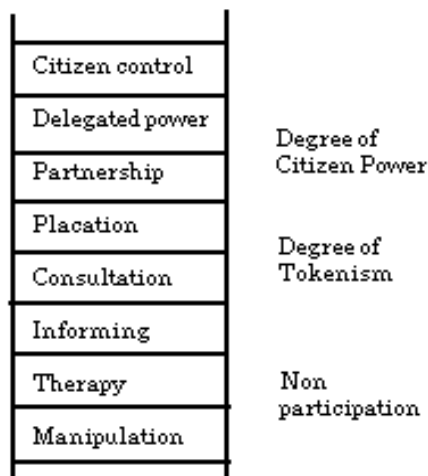 Citizen control
Delegated power
Partnership
Placation
Consultation
Informing
Therapy
Manipulation
Degree of
Citizen Power
Degree of
Tokenism
Non
participation